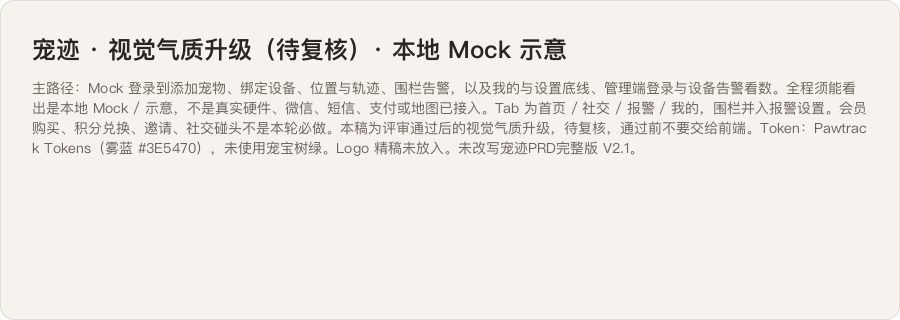 宠迹 · 视觉气质升级（待复核）· 本地 Mock 示意
主路径：Mock 登录到添加宠物、绑定设备、位置与轨迹、围栏告警，以及我的与设置底线、管理端登录与设备告警看数。全程须能看
出是本地 Mock / 示意，不是真实硬件、微信、短信、支付或地图已接入。Tab 为首页 / 社交 / 报警 / 我的，围栏并入报警设置。会员
购买、积分兑换、邀请、社交碰头不是本轮必做。本稿为评审通过后的视觉气质升级，待复核，通过前不要交给前端。Token：Pawtrac
k Tokens（雾蓝 #3E5470），未使用宠宝树绿。Logo 精稿未放入。未改写宠迹PRD完整版 V2.1。